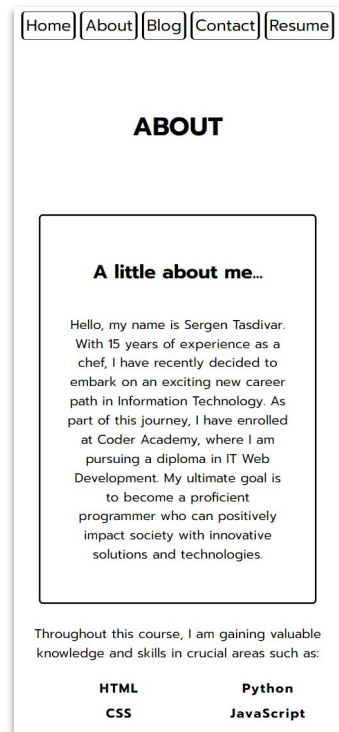 Home About Blog Contact Resume
ABOUT
A little about me...
Hello, my name is Sergen Tasdivar.
With 15 years of experience as a
chef, I have recently decided to
embark on an exciting new career
path in Information Technology. As
part of this journey, I have enrolled
at Coder Academy, where I am
pursuing a diploma in IT Web
Development. My ultimate goal is
to become a proficient
programmer who can positively
impact society with innovative
solutions and technologies.
Throughout this course, I am gaining valuable
knowledge and skills in crucial areas such as:
HTML Python
CSS JavaScript